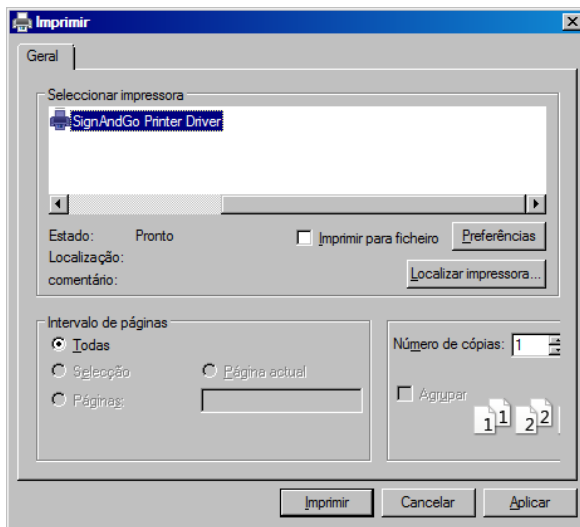 Imprimir
Geral
Seleccionar impressora
SignAndGo Printer Driver
Estado: Pronto
Imprimir para ficheiro
Preferências
Localização:
comentário:
Localizar impressora...
Intervalo de páginas
Todas
Selecção
Página actual
Páginas:
Número de cópias: 1
Agrupar
1 1 2 2
Imprimir
Cancelar
Aplicar